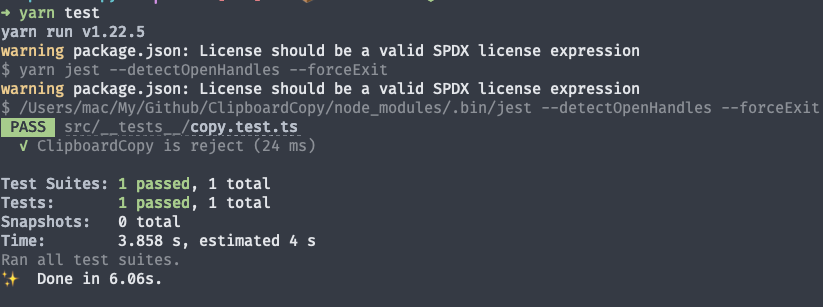 ➜ yarn test
yarn run v1.22.5
warning package.json: License should be a valid SPDX license expression
$ yarn jest --detectOpenHandles --forceExit
warning package.json: License should be a valid SPDX license expression
$ /Users/mac/My/Github/ClipboardCopy/node_modules/.bin/jest --detectOpenHandles --forceExit
PASS src/__tests__/copy.test.ts
✓ ClipboardCopy is reject (24 ms)
Test Suites: 1 passed, 1 total
Tests: 1 passed, 1 total
Snapshots: 0 total
Time: 3.858 s, estimated 4 s
Ran all test suites.
✨ Done in 6.06s.